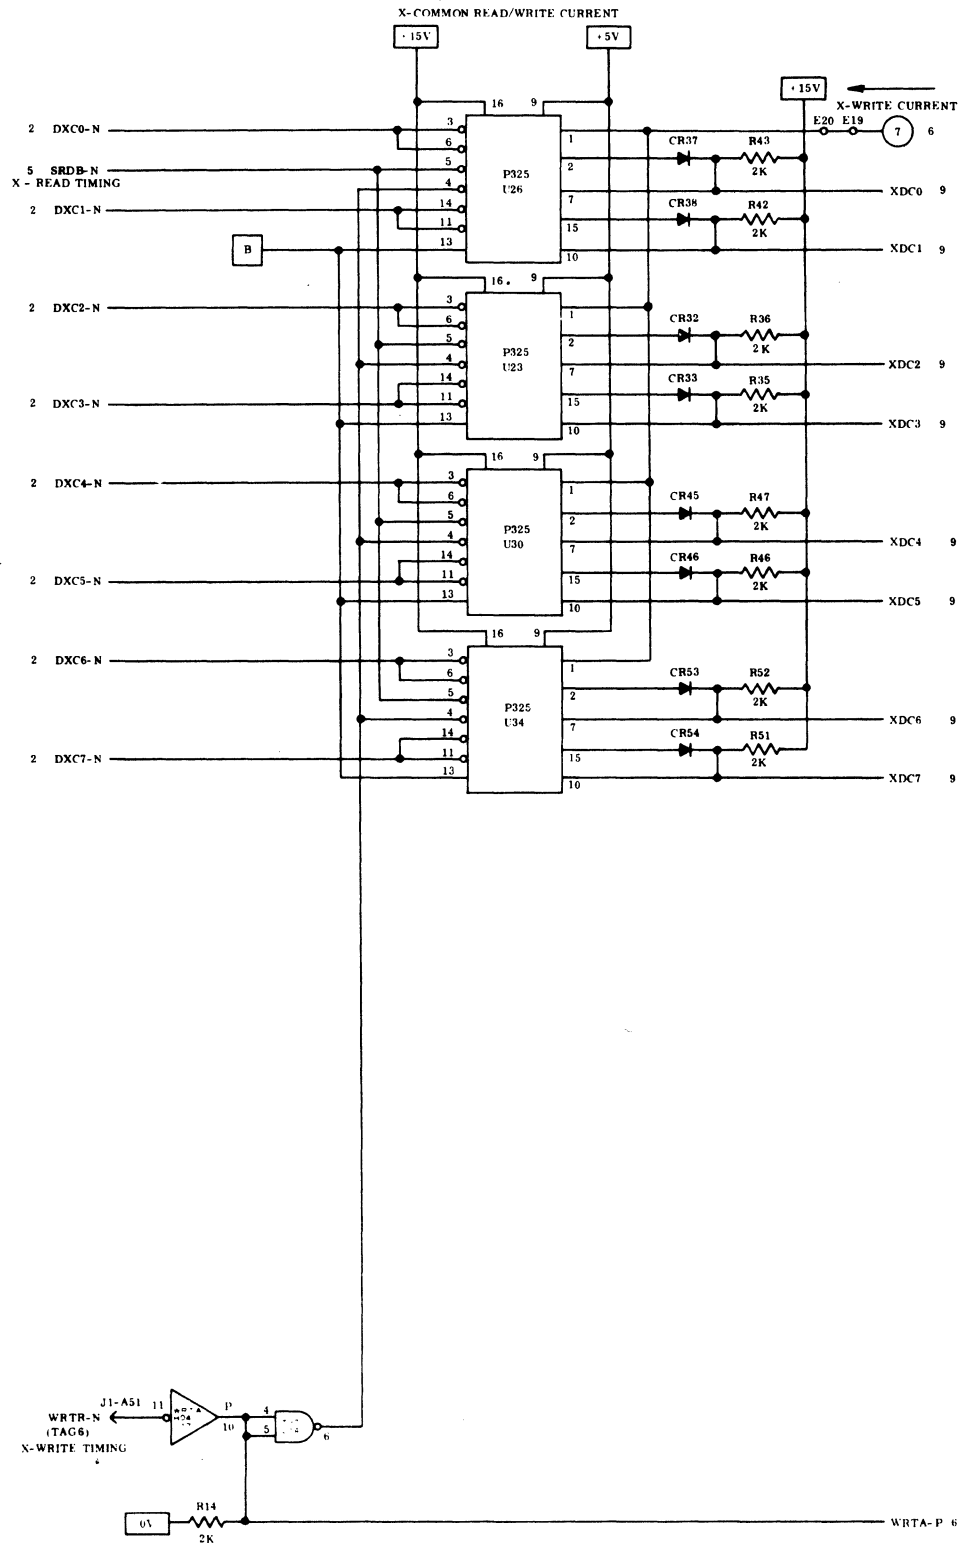 X-COMMON READ/WRITE CURRENT
+15V
+5V
+15V
X-WRITE CURRENT
E20 E19
7 6
16 9
2 DXC0-N
3
6
5 SRDB-N
X - READ TIMING
5
4
2 DXC1-N
14
11
B
13
P325
U26
1
2
7
15
10
CR37
R43
2K
XDC0 9
CR38
R42
2K
XDC1 9
16 9
2 DXC2-N
3
6
5
4
14
2 DXC3-N
11
13
P325
U23
1
2
7
15
10
CR32
R36
2K
XDC2 9
CR33
R35
2K
XDC3 9
16 9
2 DXC4-N
3
6
5
4
14
2 DXC5-N
11
13
P325
U30
1
2
7
15
10
CR45
R47
2K
XDC4 9
CR46
R46
2K
XDC5 9
16 9
2 DXC6-N
3
6
5
4
14
2 DXC7-N
11
13
P325
U34
1
2
7
15
10
CR53
R52
2K
XDC6 9
CR54
R51
2K
XDC7 9
J1-A51 11
WRTR-N
(TAG6)
X-WRITE TIMING
P
10
4
5
6
R14
0V
2K
WRTA-P 6